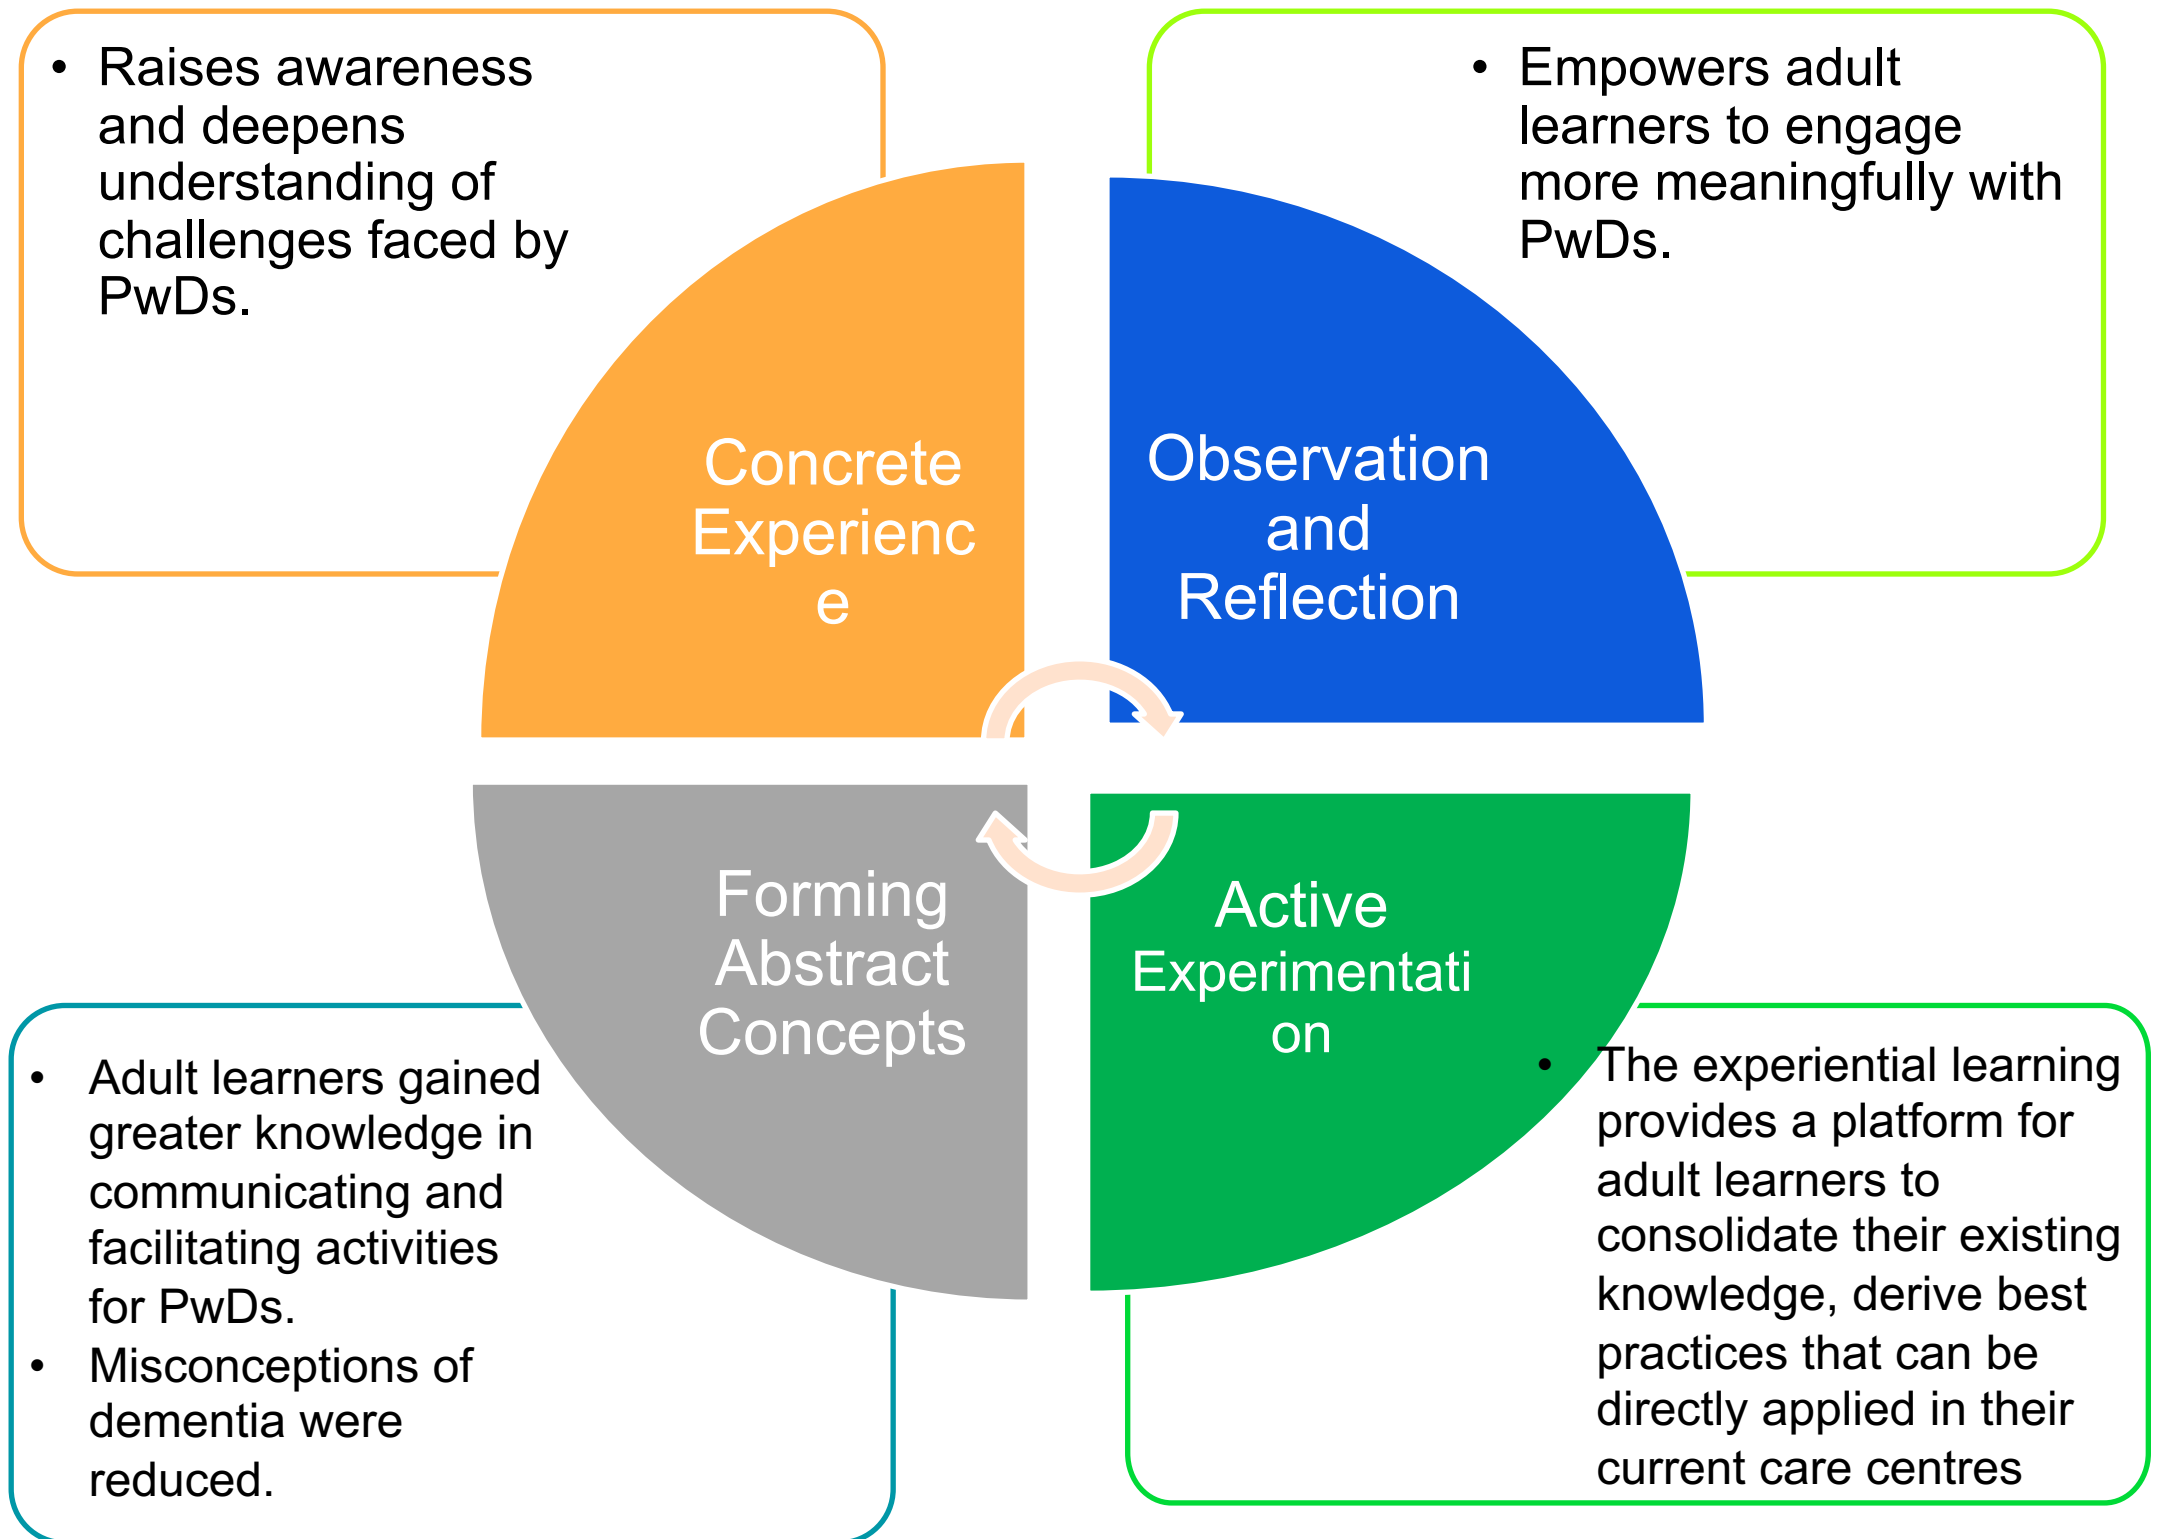 • Raises awareness
and deepens
understanding of
challenges faced by
PwDs.
• Empowers adult
learners to engage
more meaningfully with
PwDs.
Concrete
Experienc
e
Observation
and
Reflection
Forming
Abstract
Concepts
Active
Experimentati
on
• Adult learners gained
greater knowledge in
communicating and
facilitating activities
for PwDs.
• Misconceptions of
dementia were
reduced.
• The experiential learning
provides a platform for
adult learners to
consolidate their existing
knowledge, derive best
practices that can be
directly applied in their
current care centres